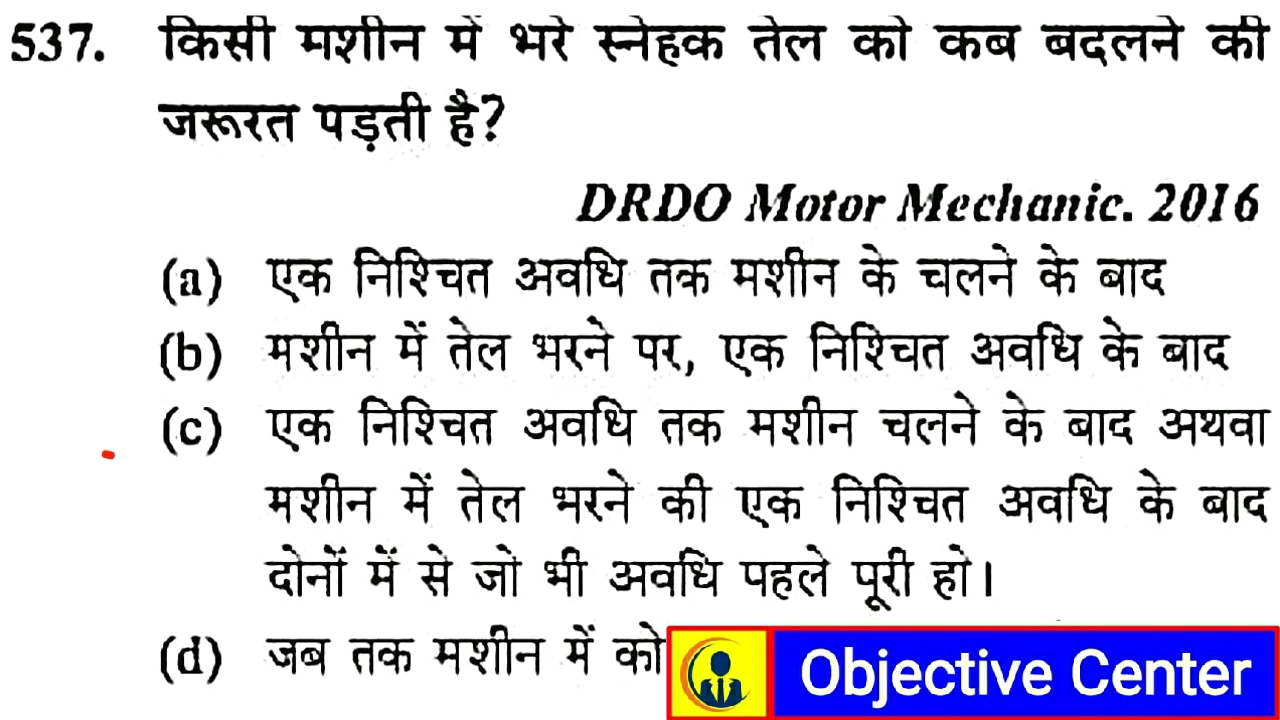 537. किसी मशीन में भरे स्नेहक तेल को कब बदलने की
जरूरत पड़ती है?
DRDO Motor Mechanic. 2016
(a) एक निश्चित अवधि तक मशीन के चलने के बाद
(b) मशीन में तेल भरने पर, एक निश्चित अवधि के बाद
(c) एक निश्चित अवधि तक मशीन चलने के बाद अथवा
मशीन में तेल भरने की एक निश्चित अवधि के बाद
दोनों में से जो भी अवधि पहले पूरी हो।
(d) जब तक मशीन में को
Objective Center